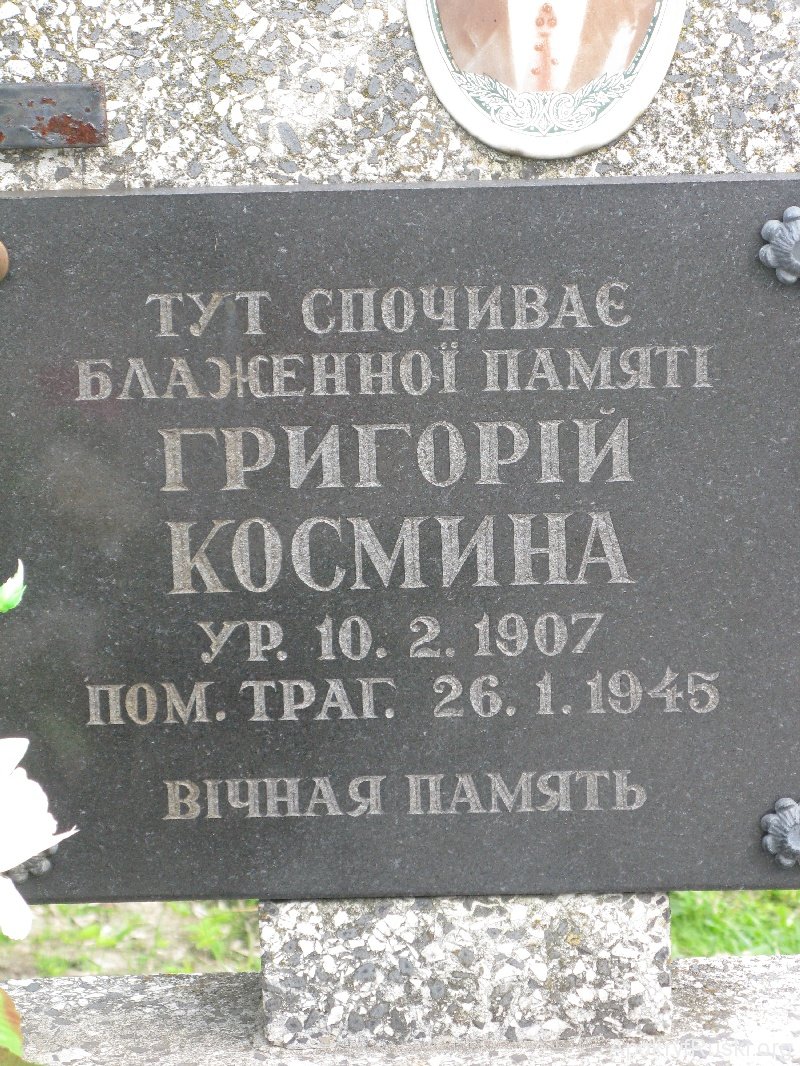 ТУТ СПОЧИВАЄ
БЛАЖЕННОЇ ПАМЯТІ
ГРИГОРІЙ
КОСМИНА
УР. 10. 2. 1907
ПОМ. ТРАГ. 26. 1. 1945
ВІЧНАЯ ПАМЯТЬ